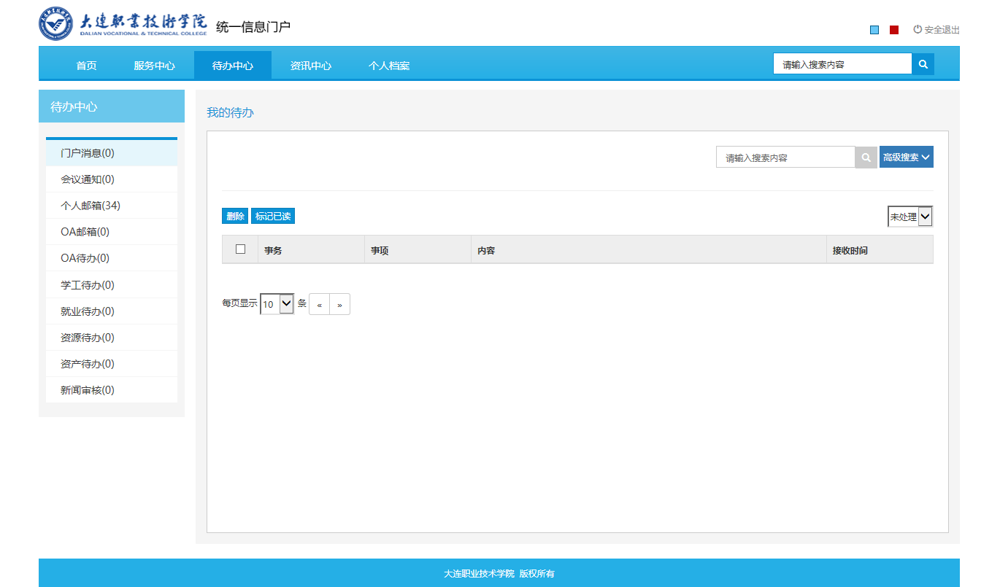 大连职业技术学院 统一信息门户
DALIAN VOCATIONAL & TECHNICAL COLLEGE
安全退出
首页 服务中心 待办中心 资讯中心 个人档案 请输入搜索内容
待办中心
门户消息(0)
会议通知(0)
个人邮箱(34)
OA邮箱(0)
OA待办(0)
学工待办(0)
就业待办(0)
资源待办(0)
资产待办(0)
新闻审核(0)
我的待办
请输入搜索内容 高级搜索
删除 标记已读 未处理
事务 事项 内容 接收时间
每页显示 10 条 « »
大连职业技术学院 版权所有